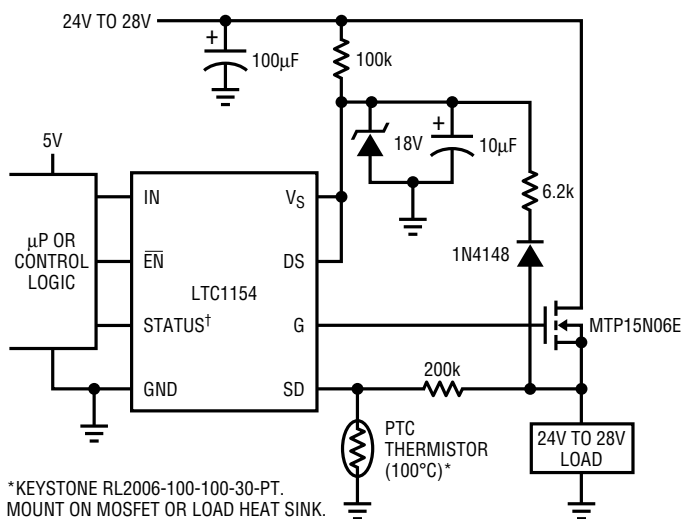 24V TO 28V
+
100µF
100k
5V
18V
+
10µF
6.2k
1N4148
µP OR
CONTROL
LOGIC
IN
EN
STATUS†
GND
LTC1154
VS
DS
G
SD
MTP15N06E
200k
PTC
THERMISTOR
(100°C)*
24V TO 28V
LOAD
*KEYSTONE RL2006-100-100-30-PT.
MOUNT ON MOSFET OR LOAD HEAT SINK.